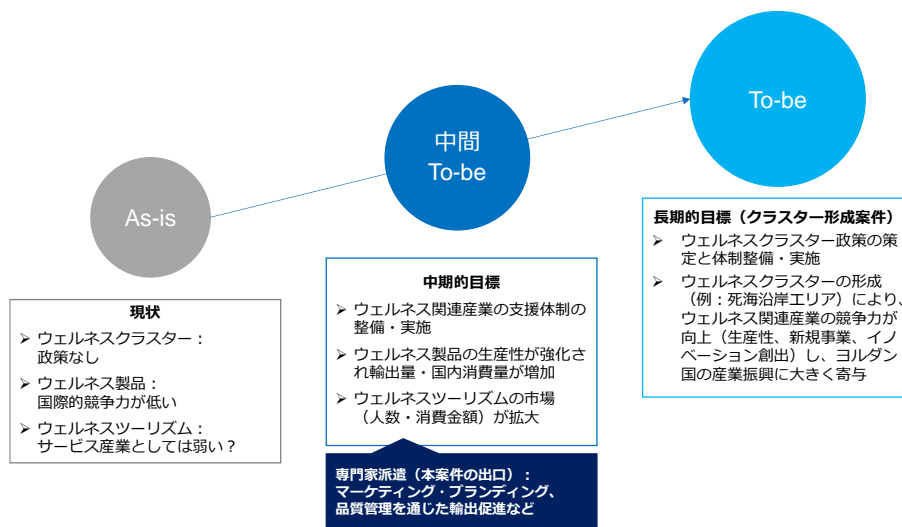 As-is
中間
To-be
To-be
現状
➢ ウェルネスクラスター：
政策なし
➢ ウェルネス製品：
国際的競争力が低い
➢ ウェルネスツーリズム：
サービス産業としては弱い？
中期的目標
➢ ウェルネス関連産業の支援体制の
整備・実施
➢ ウェルネス製品の生産性が強化さ
れ輸出量・国内消費量が増加
➢ ウェルネスツーリズムの市場
（人数・消費金額）が拡大
専門家派遣（本案件の出口）：
マーケティング・ブランディング、
品質管理を通じた輸出促進など
長期的目標（クラスター形成案件）
➢ ウェルネスクラスター政策の策
定と体制整備・実施
➢ ウェルネスクラスターの形成
（例：死海沿岸エリア）により、
ウェルネス関連産業の競争力が
向上（生産性、新規事業、イノ
ベーション創出）し、ヨルダン
国の産業振興に大きく寄与